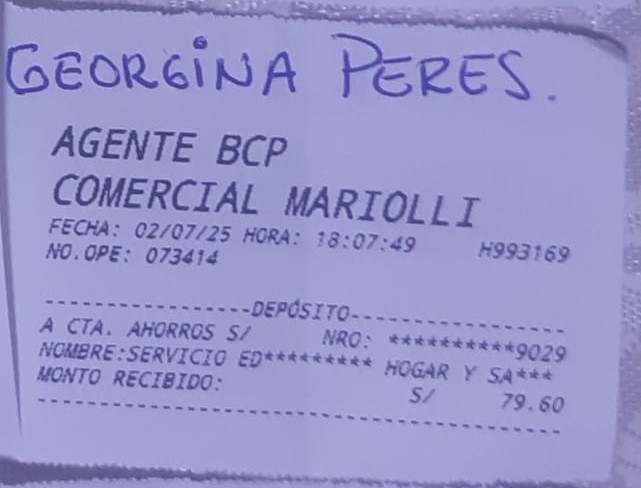 GEORGINA PERES.
AGENTE BCP
COMERCIAL MARIOLLI
FECHA: 02/07/25 HORA: 18:07:49 H993169
NO.OPE: 073414
------------------DEPÓSITO------------------
A CTA. AHORROS S/ NRO: **********9029
NOMBRE:SERVICIO ED********* HOGAR Y SA***
MONTO RECIBIDO: S/ 79.60
--------------------------------------------